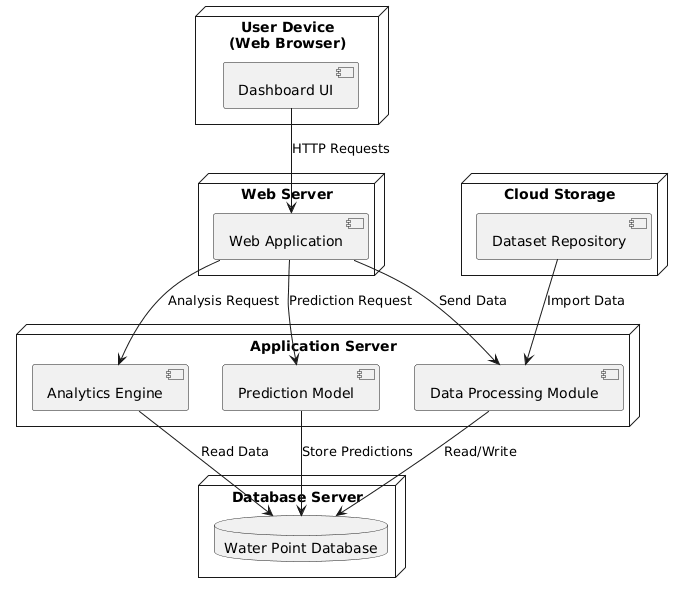 User Device
(Web Browser)
Dashboard UI
HTTP Requests
Web Server
Cloud Storage
Web Application
Dataset Repository
Analysis Request
Prediction Request
Send Data
Import Data
Application Server
Analytics Engine
Prediction Model
Data Processing Module
Read Data
Store Predictions
Read/Write
Database Server
Water Point Database